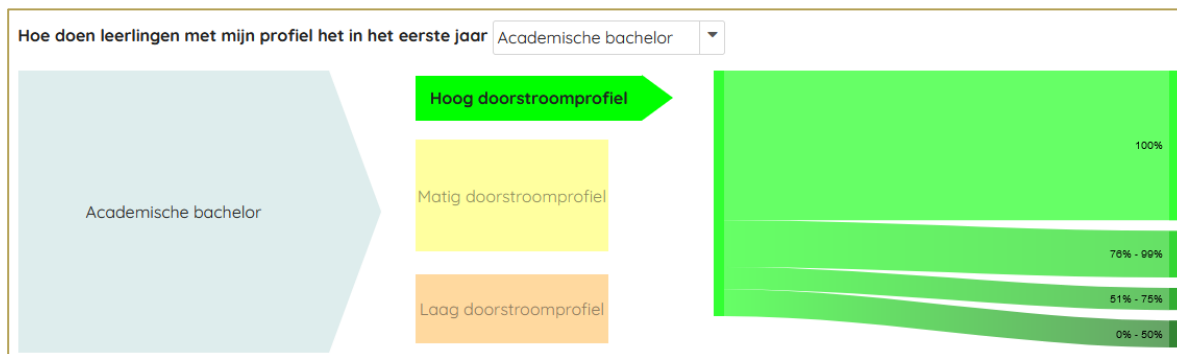 Hoe doen leerlingen met mijn profiel het in het eerste jaar Academische bachelor
Hoog doorstroomprofiel
100%
Matig doorstroomprofiel
Academische bachelor
76% - 99%
51% - 75%
Laag doorstroomprofiel
0% - 50%